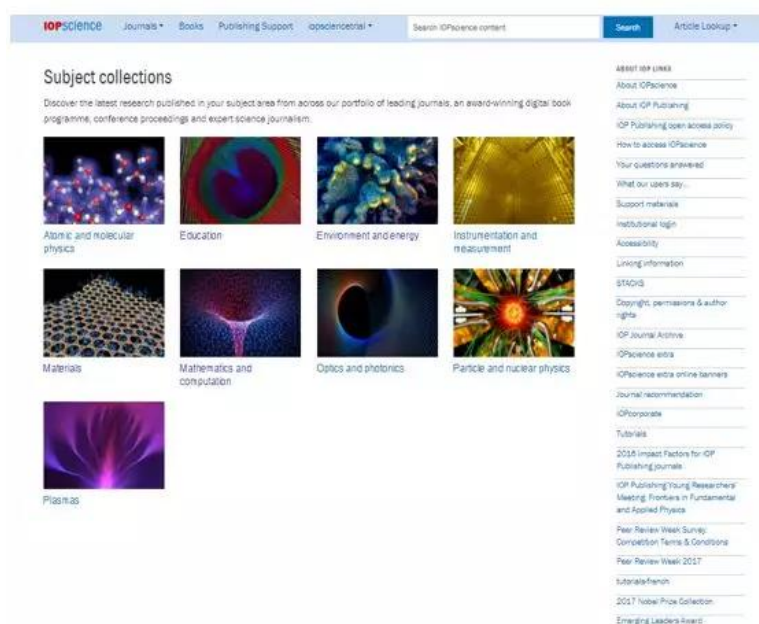 IOPSCIENCE Journals Books Publishing Support iopsciencetrial Search IOPscience content Search Article Lookup
Subject collections
Discover the latest research published in your subject area from across our portfolio of leading journals, an award-winning digital book
programme, conference proceedings and expert science journalism.
Atomic and molecular
physics
Education
Environment and energy
Instrumentation and
measurement
Materials
Mathematics and
computation
Optics and photonics
Particle and nuclear physics
Plasmas
ABOUT IOP LINKS
About IOPscience
About IOP Publishing
IOP Publishing open access policy
How to access IOPscience
Your questions answered
What our users say...
Support materials
Institutional login
Accessibility
Linking information
STACKS
Copyright, permissions & author
rights
IOP Journal Archive
IOPscience extra
IOPscience extra online banners
Journal recommendation
IOPcorporate
Tutorials
2016 Impact Factors for IOP
Publishing journals
IOP Publishing Young Researchers'
Meeting: Frontiers in Fundamental
and Applied Physics
Peer Review Week Survey:
Competition Terms & Conditions
Peer Review Week 2017
tutorials-french
2017 Nobel Prize Collection
Emerging Leaders Award